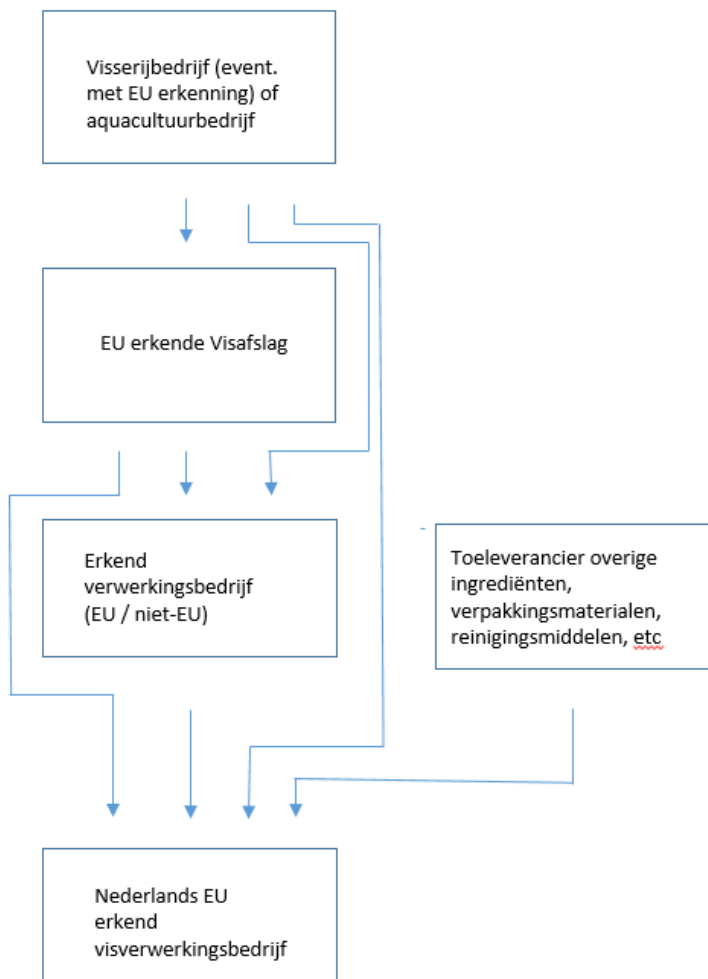 Visserijbedrijf (event.
met EU erkenning) of
aquacultuurbedrijf
EU erkende Visafslag
Erkend
verwerkingsbedrijf
(EU / niet-EU)
Toeleverancier overige
ingrediënten,
verpakkingsmaterialen,
reinigingsmiddelen, etc
Nederlands EU
erkend
visverwerkingsbedrijf